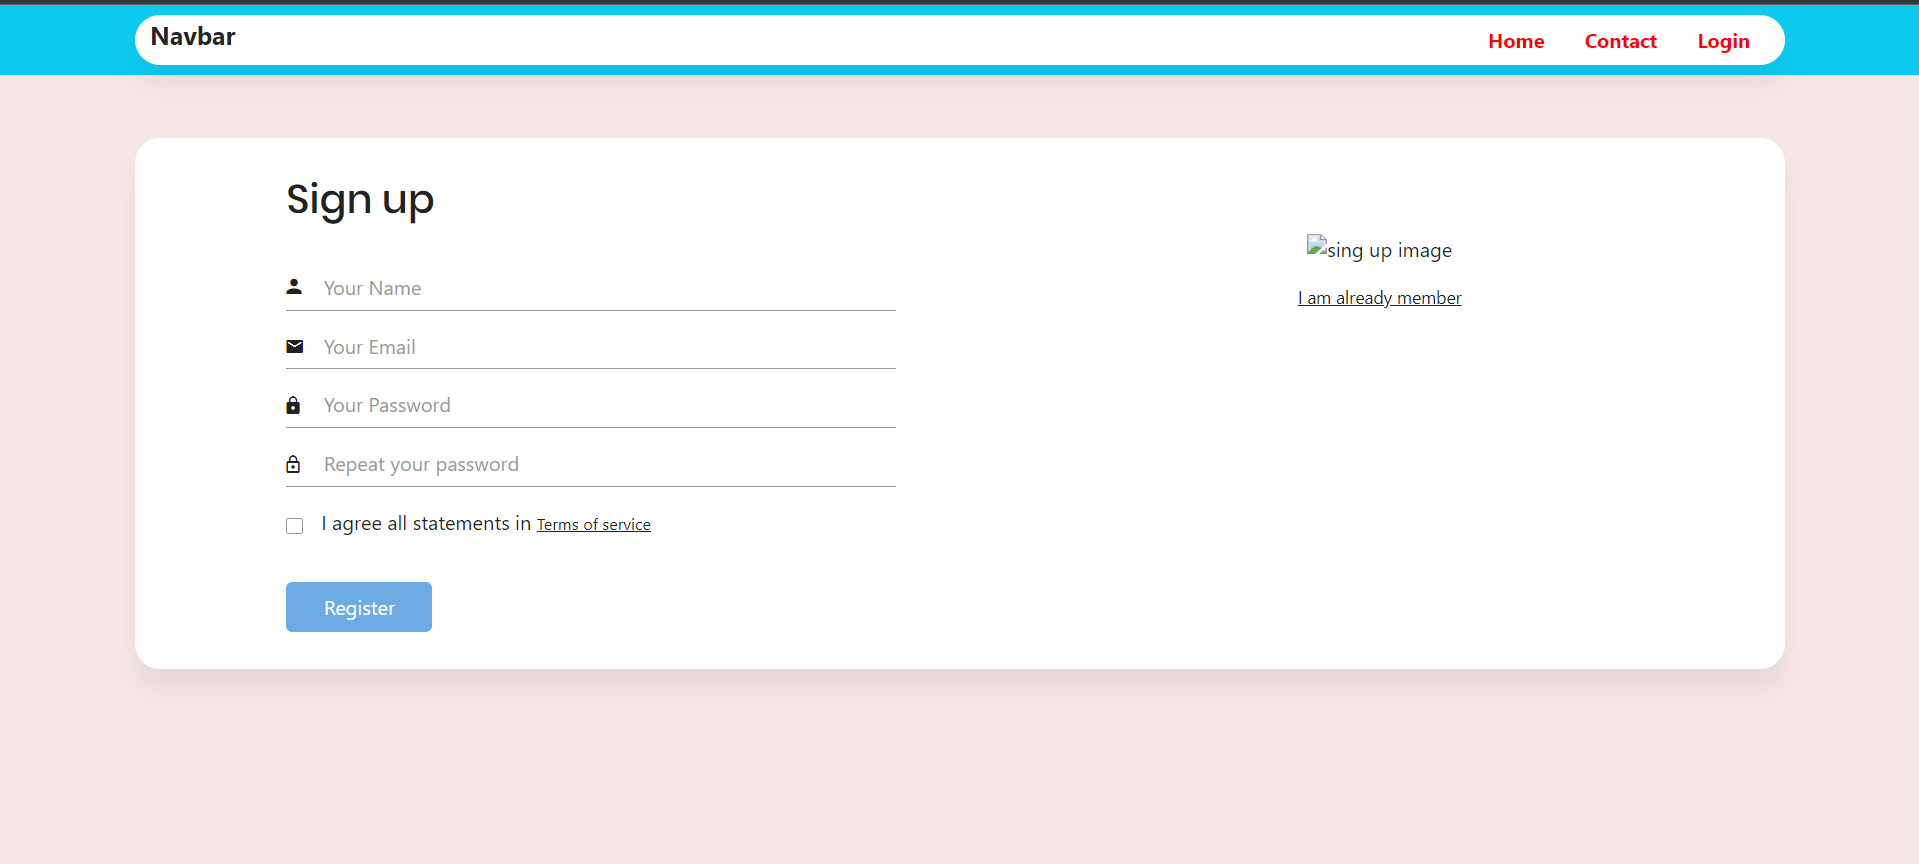 Navbar
Home Contact Login
Sign up
Your Name
Your Email
Your Password
Repeat your password
I agree all statements in Terms of service
Register
sing up image
I am already member